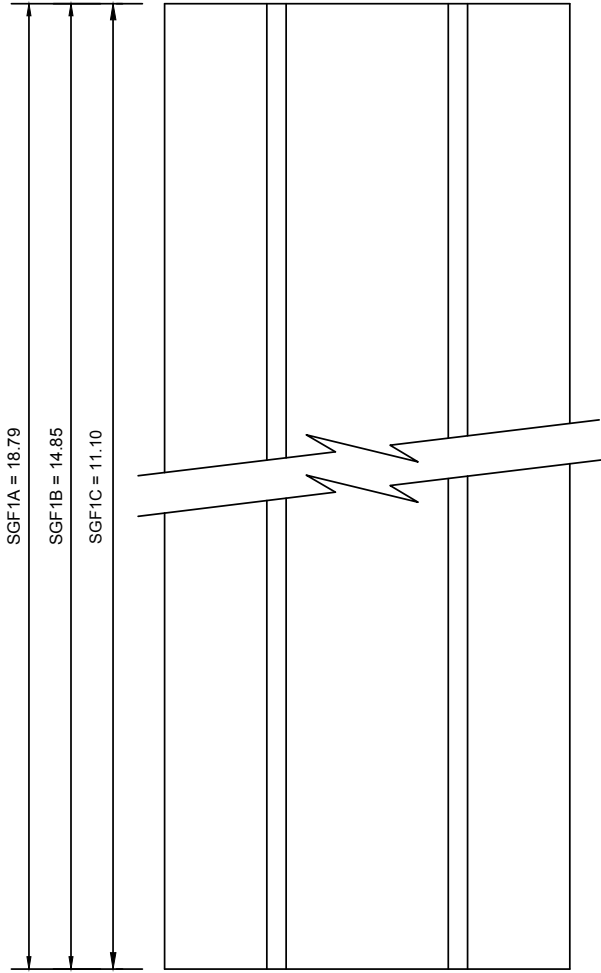 SGF1A = 18.79
SGF1B = 14.85
SGF1C = 11.10